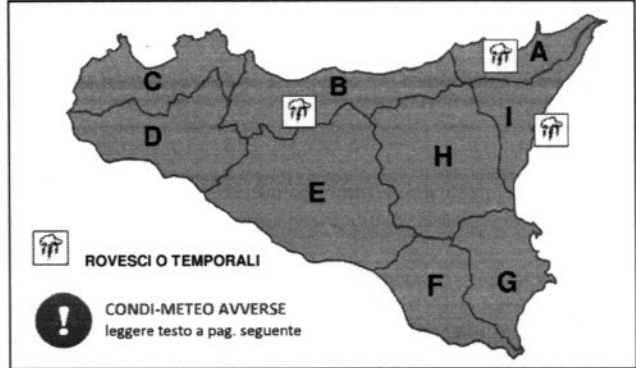 A
C
B
I
D
H
E
F
G
ROVESCI O TEMPORALI
CONDI-METEO AVVERSE
leggere testo a pag. seguente